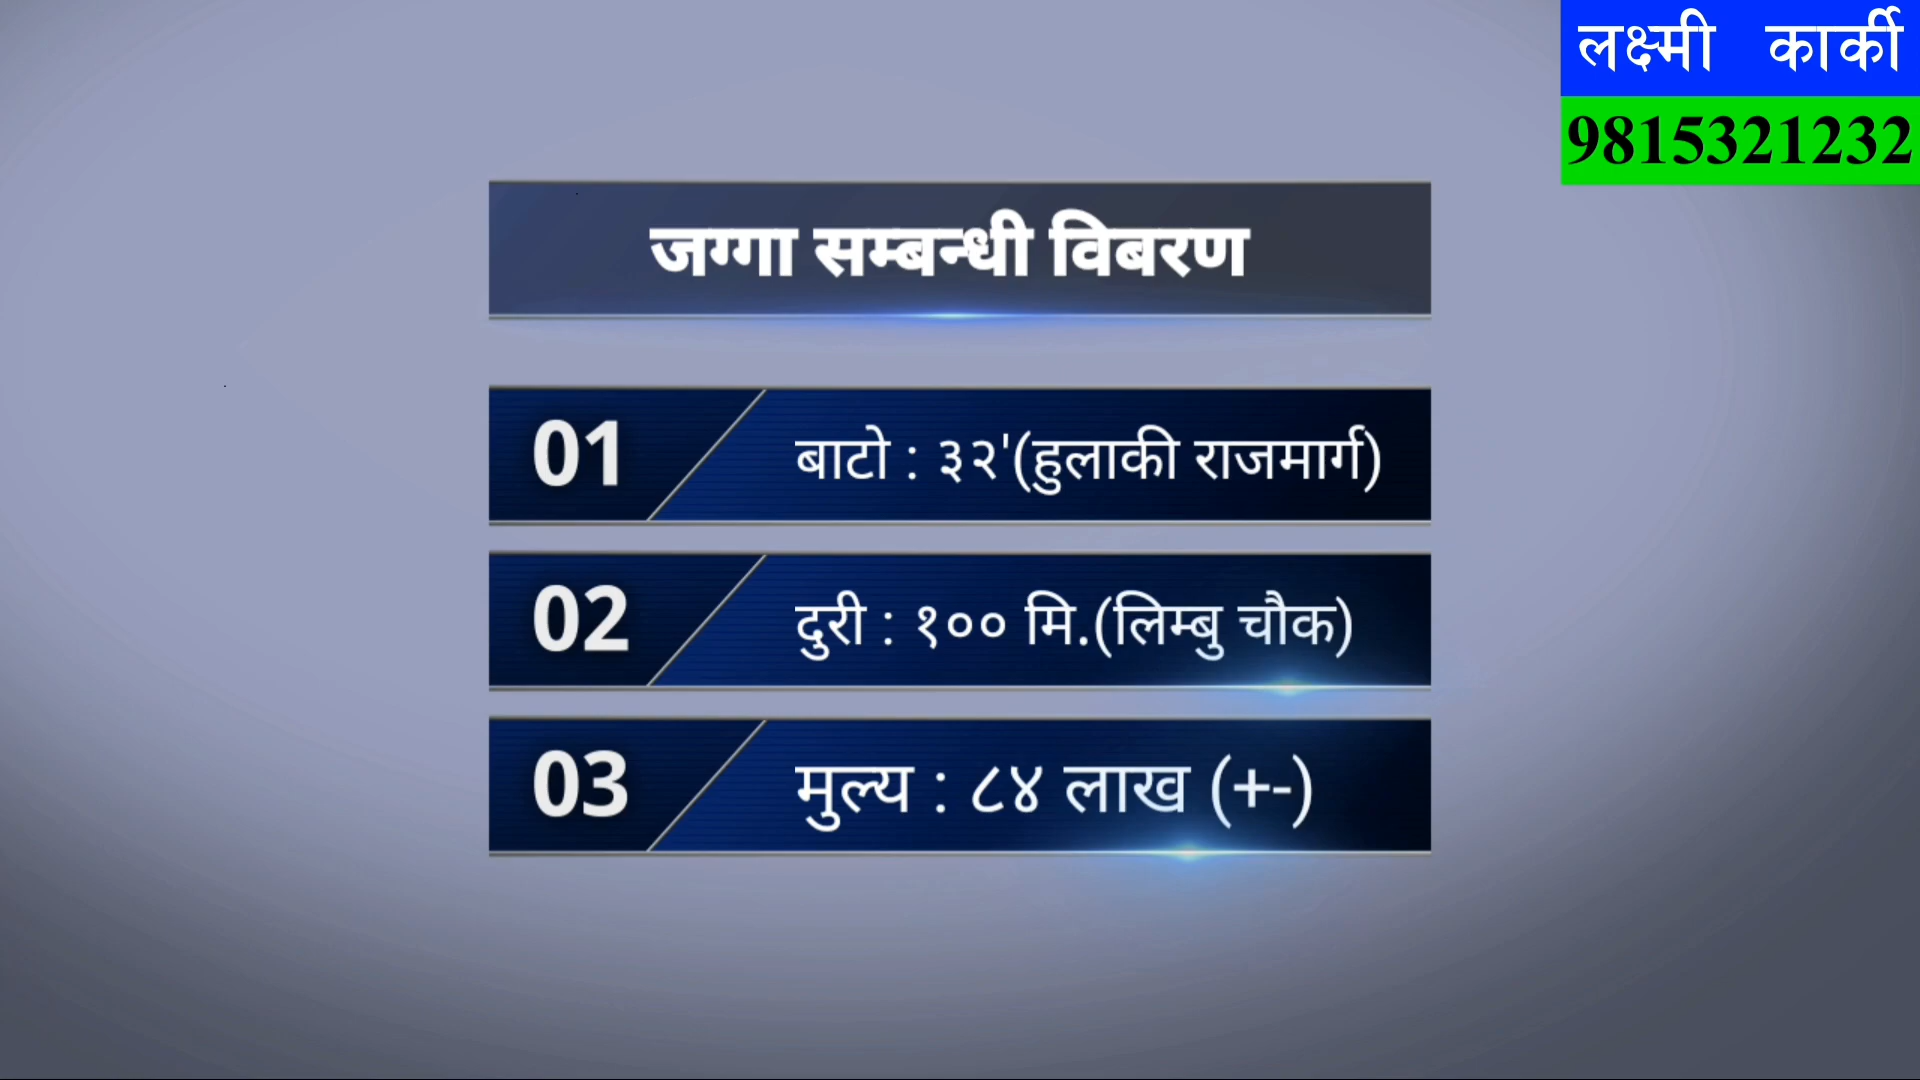 लक्ष्मी कार्की
9815321232
जग्गा सम्बन्धी विबरण
01 बाटो : ३२'(हुलाकी राजमार्ग)
02 दुरी : १०० मि.(लिम्बु चौक)
03 मुल्य : ८४ लाख (+-)